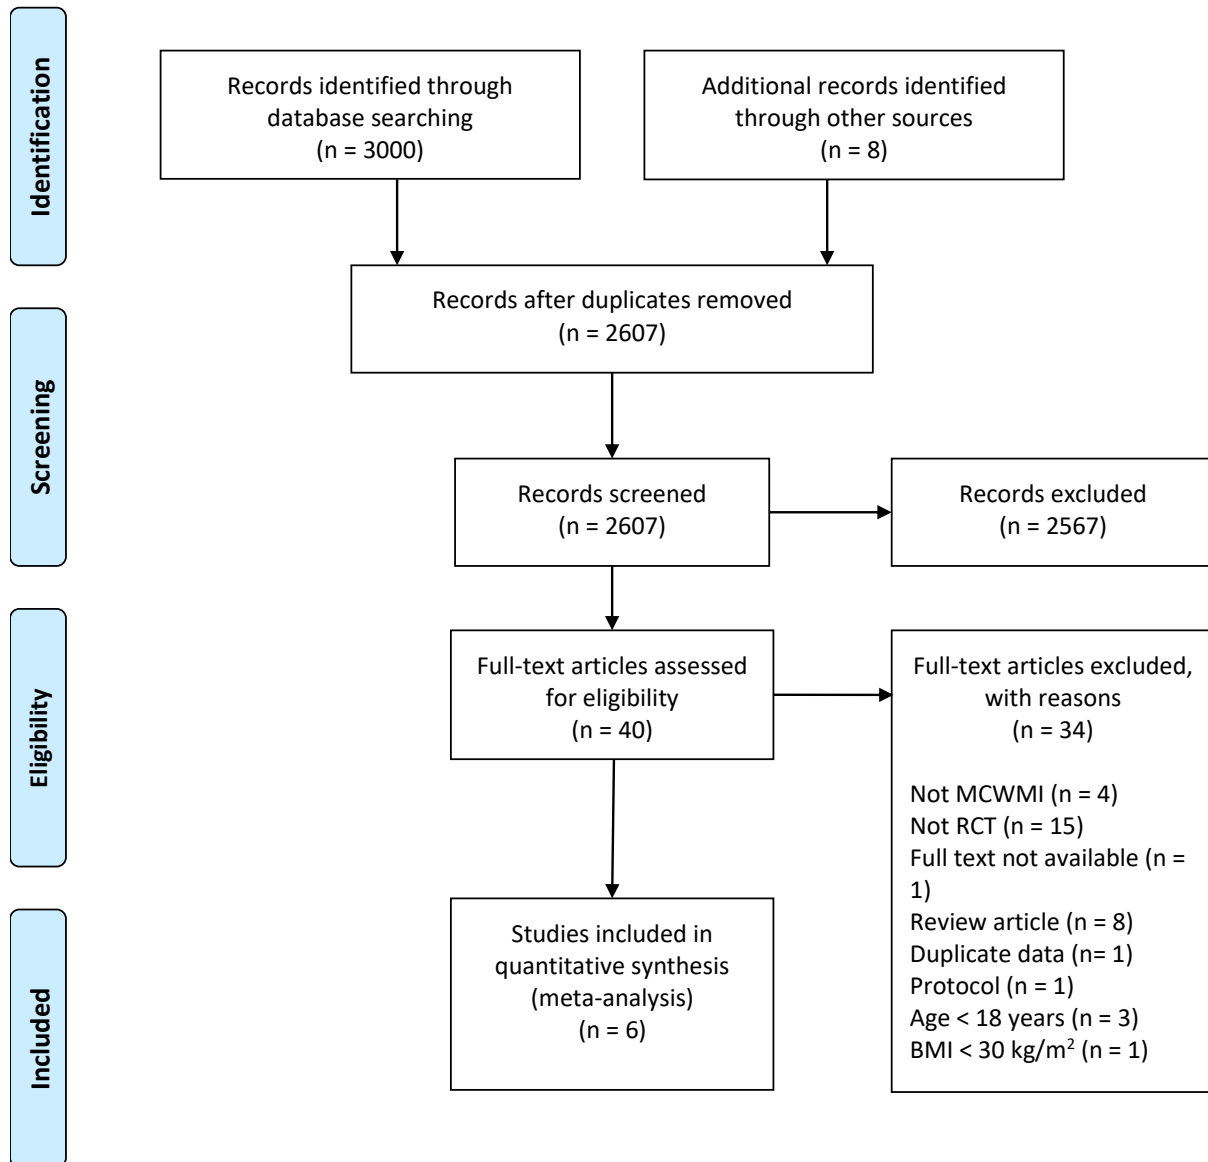 Identification
Records identified through
database searching
(n = 3000)
Additional records identified
through other sources
(n = 8)
Records after duplicates removed
(n = 2607)
Screening
Records screened
(n = 2607)
Records excluded
(n = 2567)
Eligibility
Full-text articles assessed
for eligibility
(n = 40)
Full-text articles excluded,
with reasons
(n = 34)
Not MCWMI (n = 4)
Not RCT (n = 15)
Full text not available (n =
1)
Review article (n = 8)
Duplicate data (n= 1)
Protocol (n = 1)
Age < 18 years (n = 3)
BMI < 30 kg/m² (n = 1)
Included
Studies included in
quantitative synthesis
(meta-analysis)
(n = 6)